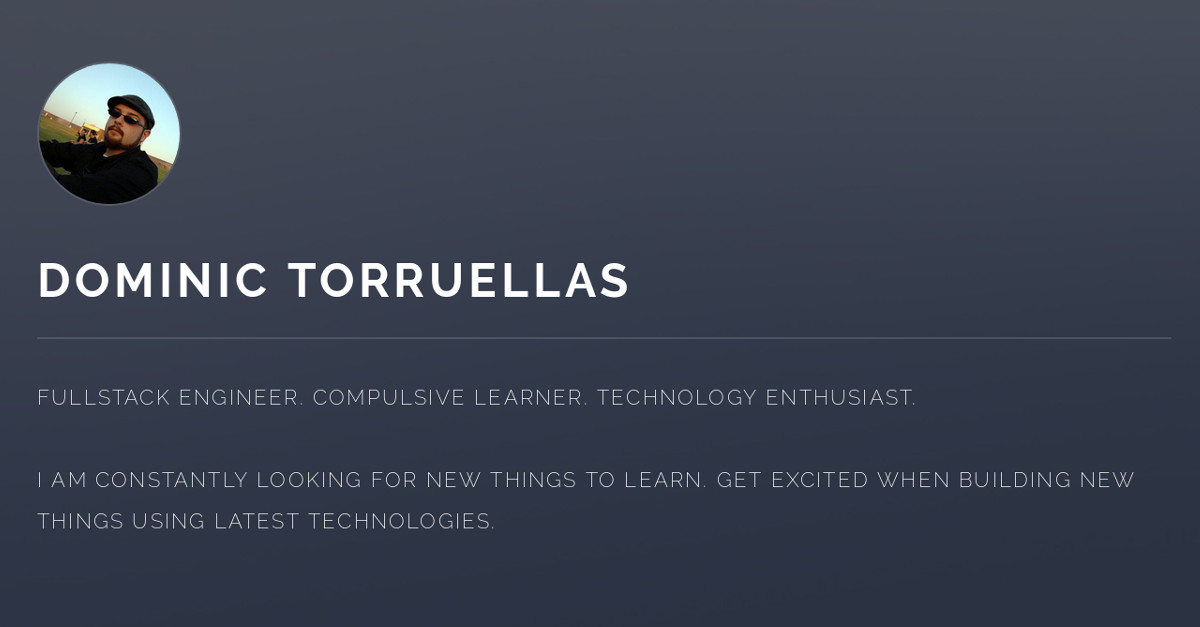 DOMINIC TORRUELLAS
FULLSTACK ENGINEER. COMPULSIVE LEARNER. TECHNOLOGY ENTHUSIAST.
I AM CONSTANTLY LOOKING FOR NEW THINGS TO LEARN. GET EXCITED WHEN BUILDING NEW
THINGS USING LATEST TECHNOLOGIES.